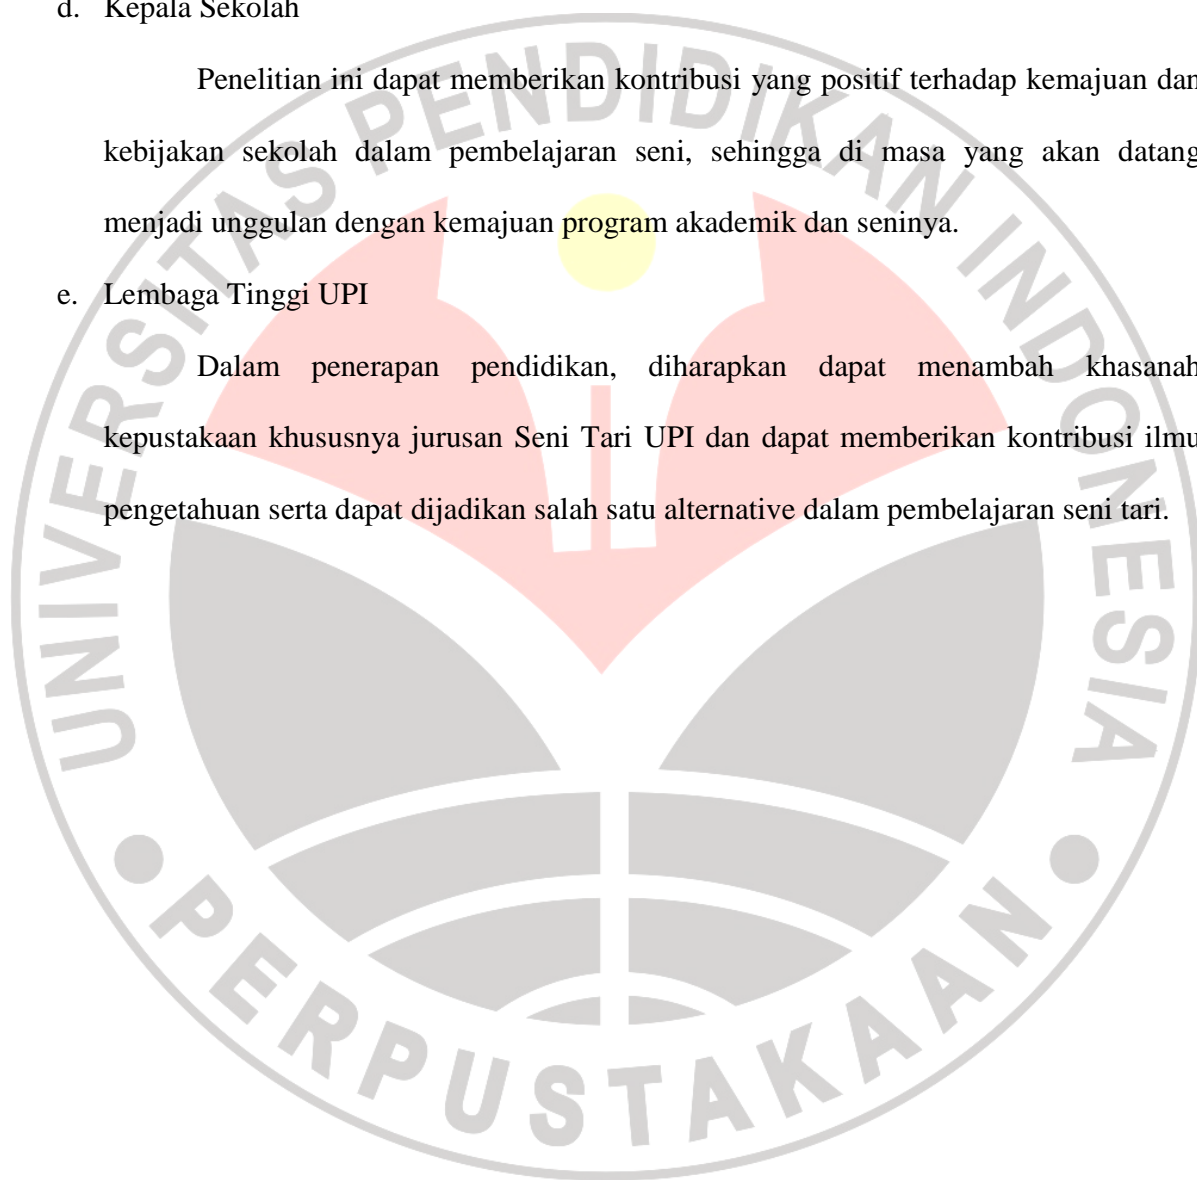 d. Kepala Sekolah
Penelitian ini dapat memberikan kontribusi yang positif terhadap kemajuan dan
kebijakan sekolah dalam pembelajaran seni, sehingga di masa yang akan datang
menjadi unggulan dengan kemajuan program akademik dan seninya.
e. Lembaga Tinggi UPI
Dalam penerapan pendidikan, diharapkan dapat menambah khasanah
kepustakaan khususnya jurusan Seni Tari UPI dan dapat memberikan kontribusi ilmu
pengetahuan serta dapat dijadikan salah satu alternative dalam pembelajaran seni tari.
UNIVERSITAS PENDIDIKAN INDONESIA
PERPUSTAKAAN